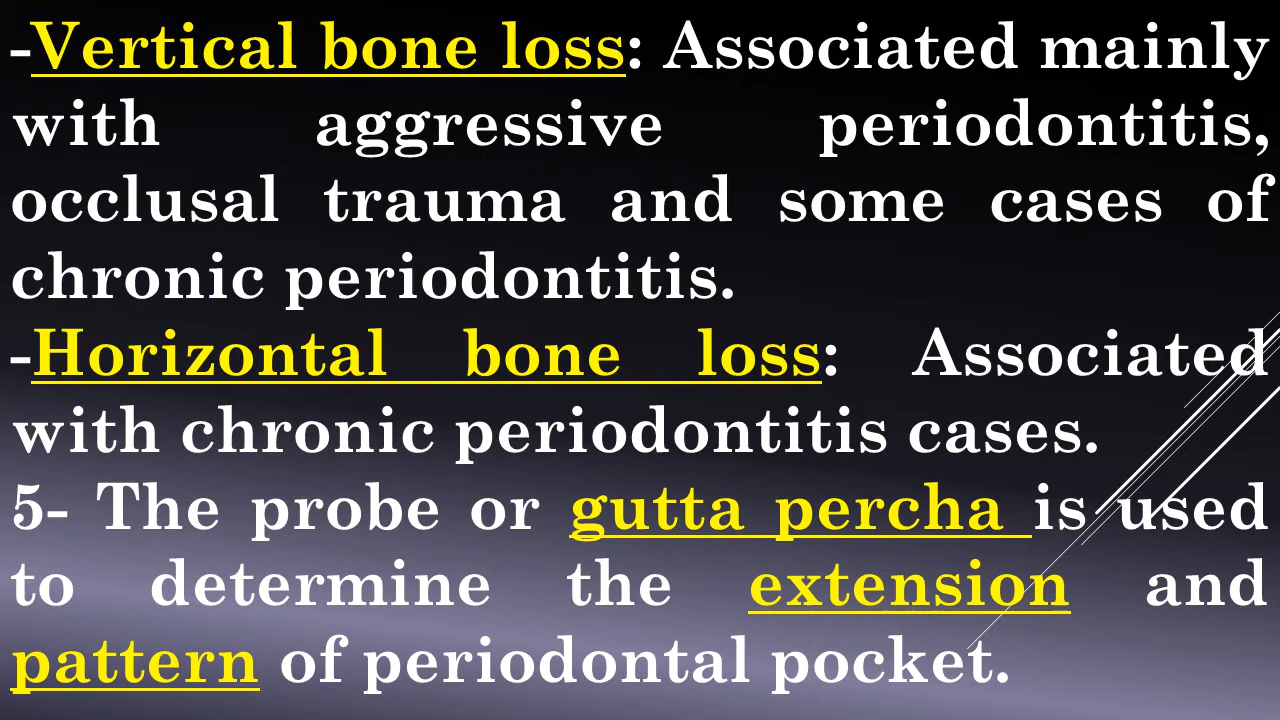 -Vertical bone loss: Associated mainly
with aggressive periodontitis,
occlusal trauma and some cases of
chronic periodontitis.
-Horizontal bone loss: Associated
with chronic periodontitis cases.
5- The probe or gutta percha is used
to determine the extension and
pattern of periodontal pocket.